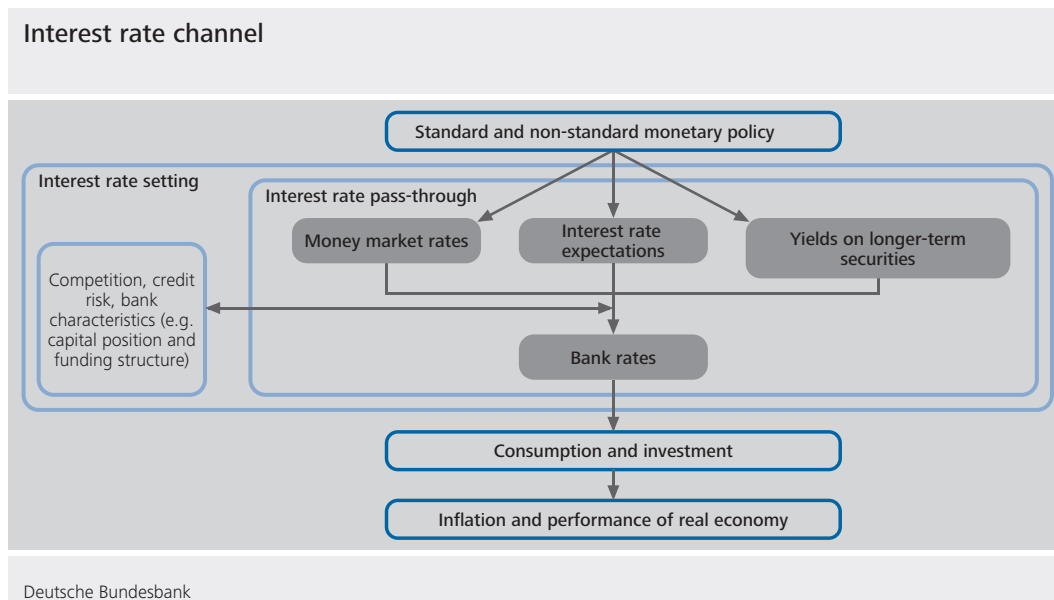 Interest rate channel
Standard and non-standard monetary policy
Interest rate setting
Interest rate pass-through
Money market rates
Interest rate
expectations
Yields on longer-term
securities
Competition, credit
risk, bank
characteristics (e.g.
capital position and
funding structure)
Bank rates
Consumption and investment
Inflation and performance of real economy
Deutsche Bundesbank